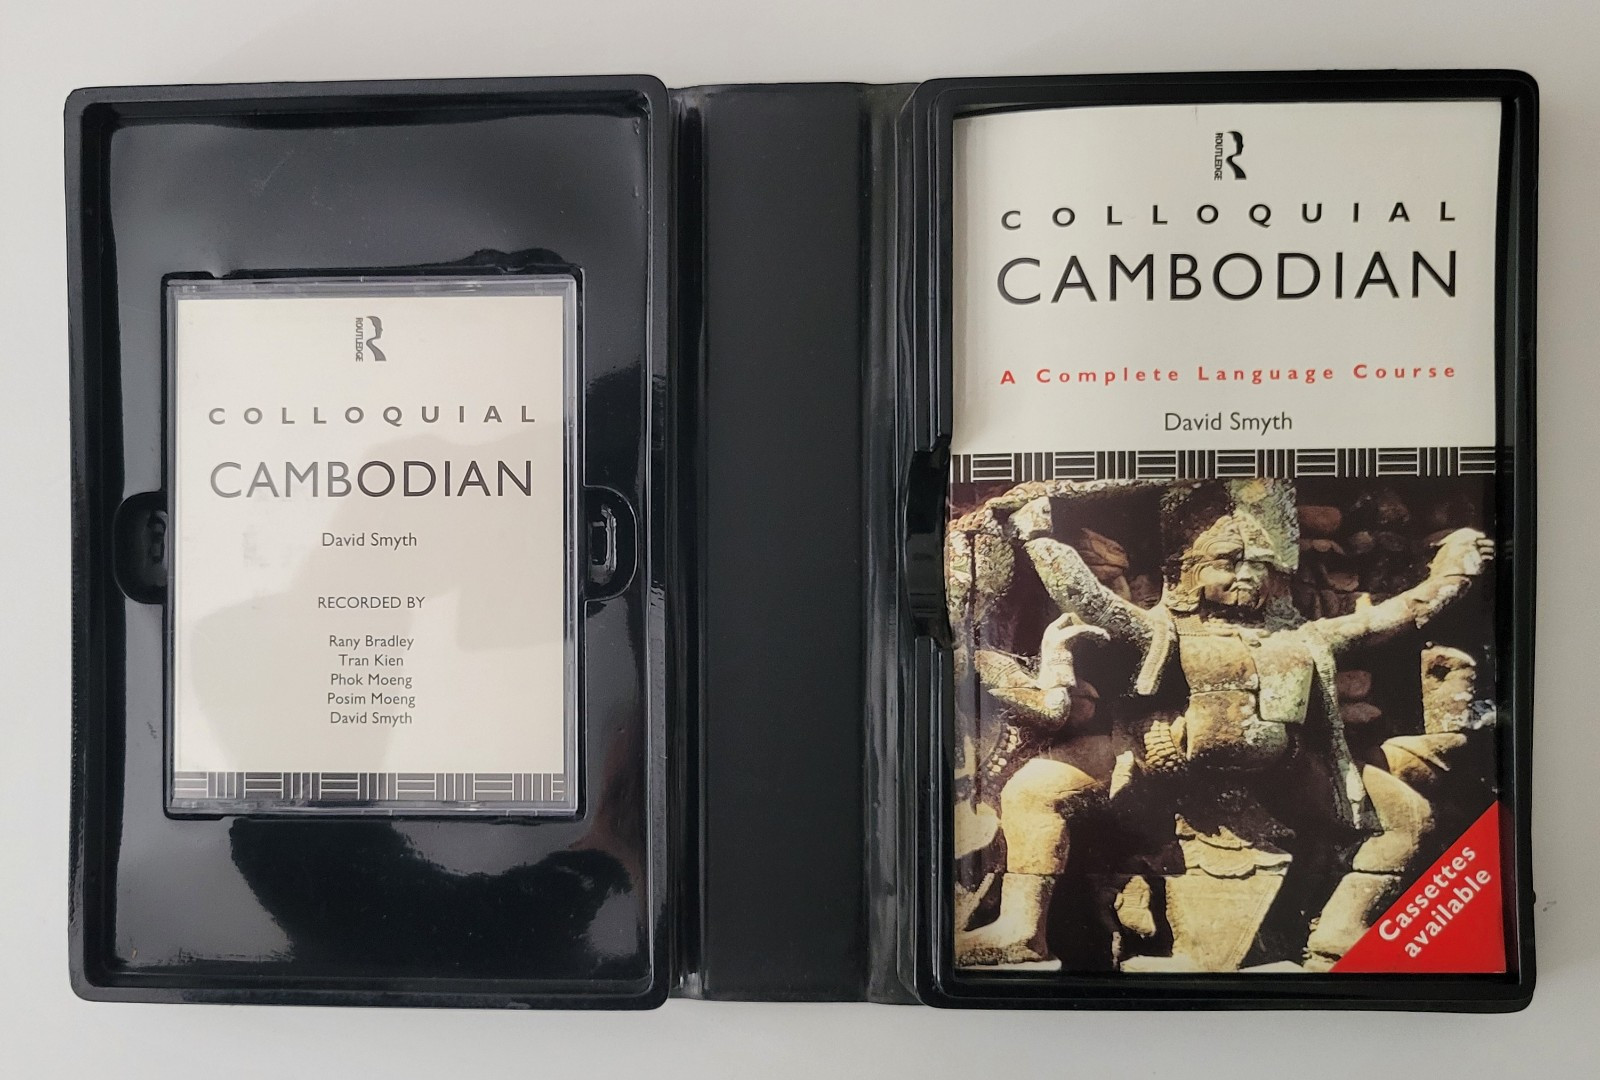 ROUTLEDGE
COLLOQUIAL
CAMBODIAN
David Smyth
RECORDED BY
Rany Bradley
Tran Kien
Phok Moeng
Posim Moeng
David Smyth
ROUTLEDGE
COLLOQUIAL
CAMBODIAN
A Complete Language Course
David Smyth
Cassettes
available